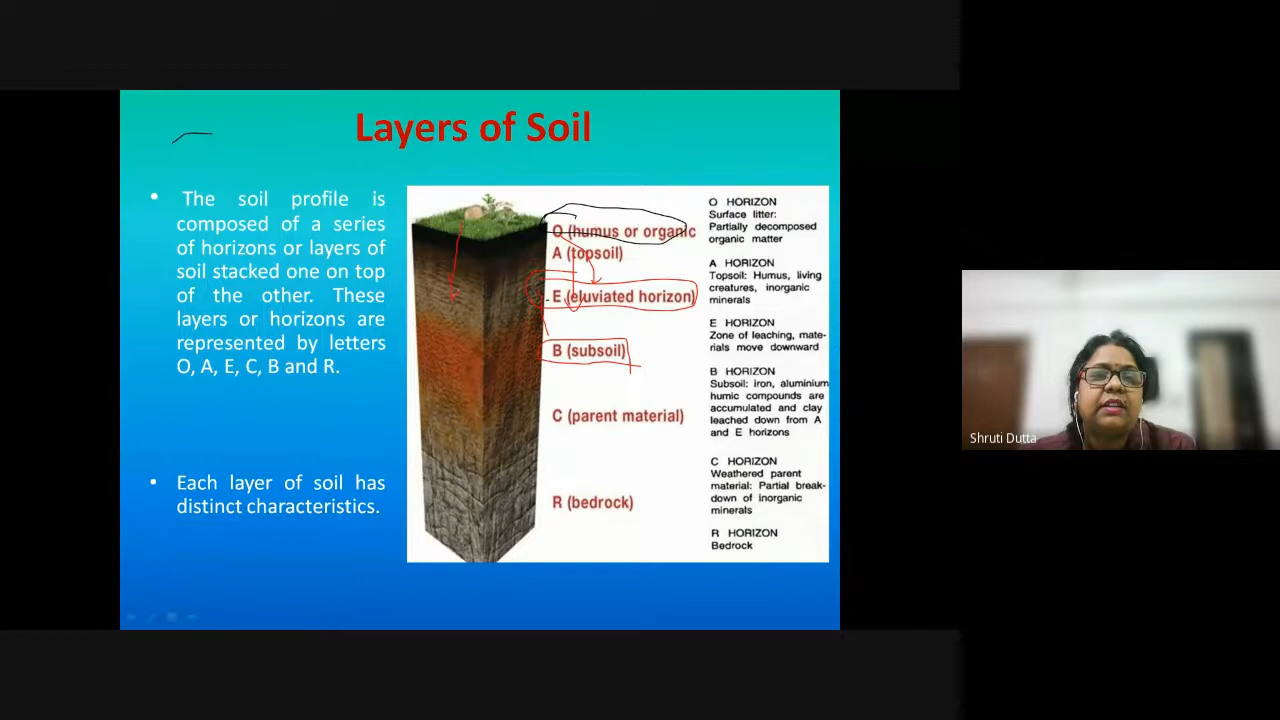 Layers of Soil
• The soil profile is
composed of a series
of horizons or layers of
soil stacked one on top
of the other. These
layers or horizons are
represented by letters
O, A, E, C, B and R.
• Each layer of soil has
distinct characteristics.
O (humus or organic
A (topsoil)
E (eluviated horizon)
B (subsoil)
C (parent material)
R (bedrock)
O HORIZON
Surface litter:
Partially decomposed
organic matter
A HORIZON
Topsoil: Humus, living
creatures, inorganic
minerals
E HORIZON
Zone of leaching, mate-
rials move downward
B HORIZON
Subsoil: iron, aluminium
humic compounds are
accumulated and clay
leached down from A
and E horizons
C HORIZON
Weathered parent
material: Partial break-
down of inorganic
minerals
R HORIZON
Bedrock
Shruti Dutta